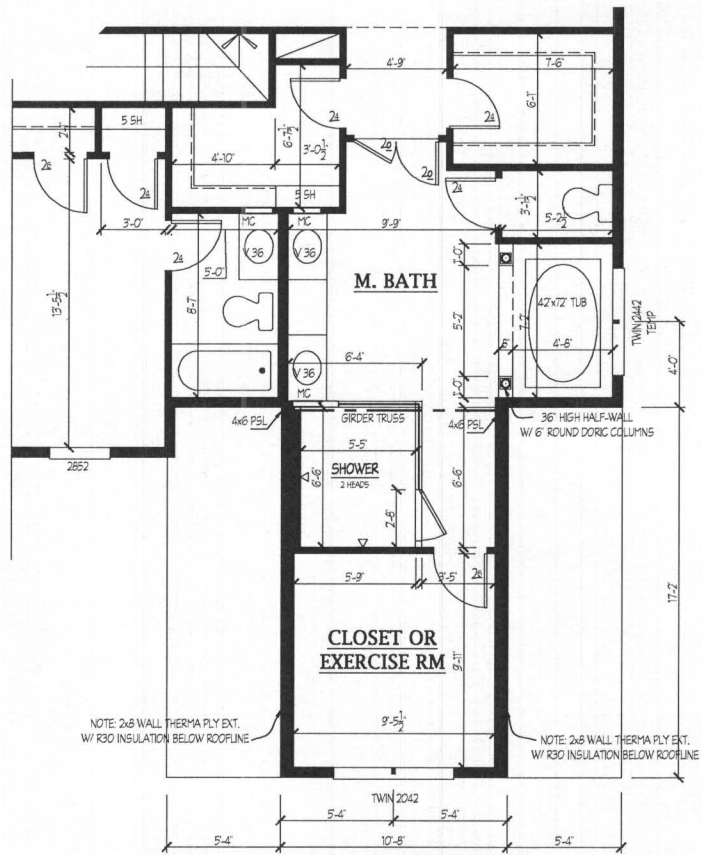 4'-9"
7'-6"
6'-1"
2'-1"
5 SH
24
6'-7½"
3'-0½"
4'-10"
24
20
20
24
26
24
5 SH
3'-1½"
5'-2½"
3'-0"
24
MC
MC
9'-9"
V 36
5'-0"
8'-7"
13'-5½"
M. BATH
1'-0"
5'-2"
7'-2"
42"x72" TUB
6"
4'-8"
TWIN 2442
TEMP
4'-0"
6'-4"
V 36
MC
1'-0"
4x6 PSL
GIRDER TRUSS
4x6 PSL
36" HIGH HALF-WALL
W/ 6" ROUND DORIC COLUMNS
2852
5'-5"
SHOWER
2 HEADS
6'-6"
2'-8"
6'-6"
5'-9"
3'-5"
26
17'-2"
CLOSET OR
EXERCISE RM
9'-11"
9'-5½"
NOTE: 2x8 WALL THERMA PLY EXT.
W/ R30 INSULATION BELOW ROOFLINE
NOTE: 2x8 WALL THERMA PLY EXT.
W/ R30 INSULATION BELOW ROOFLINE
TWIN 2042
5'-4"
5'-4"
5'-4"
10'-8"
5'-4"